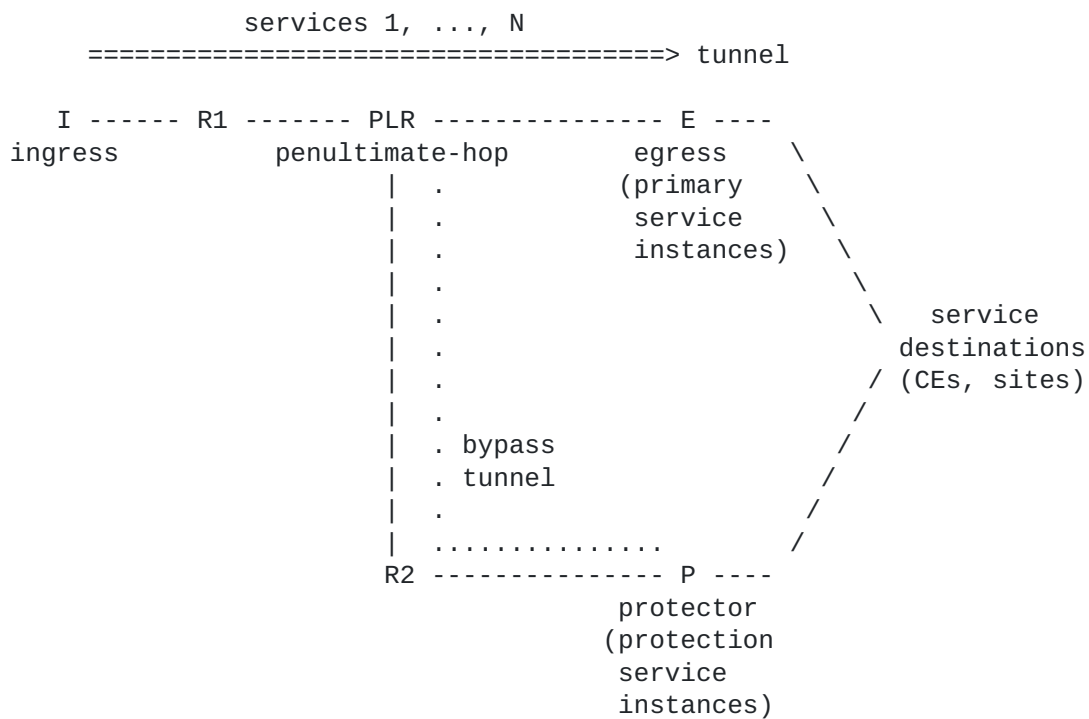 services 1, ..., N
=====================================> tunnel
I ------ R1 ------- PLR --------------- E ----
ingress penultimate-hop egress \
| . (primary \
| . service \
| . instances) \
| . \
| . \ service
| . destinations
| . / (CEs, sites)
| . /
| . bypass /
| . tunnel /
| . /
| ............... /
R2 --------------- P ----
protector
(protection
service
instances)